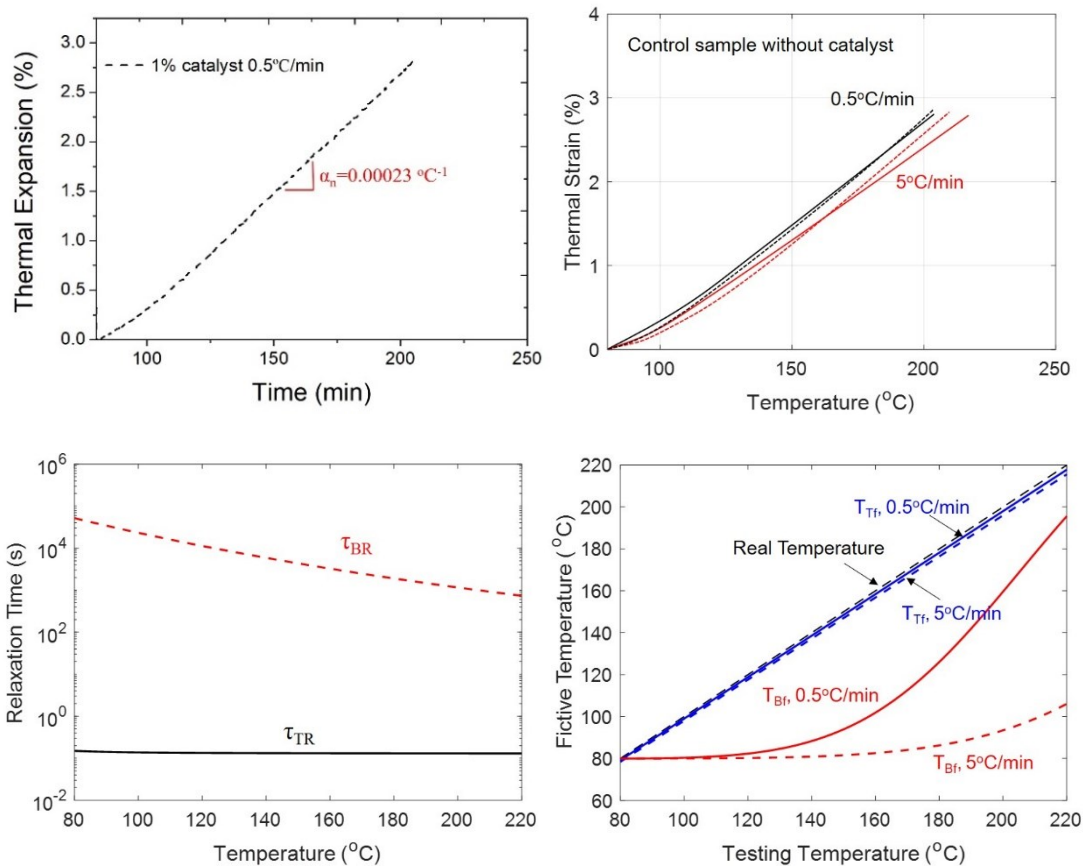 3.0
2.5
2.0
1.5
1.0
0.5
0.0
Thermal Expansion (%)
1% catalyst 0.5°C/min
αn=0.00023 °C-1
100
150
200
250
Time (min)
4
3
2
1
0
Thermal Strain (%)
Control sample without catalyst
0.5°C/min
5°C/min
100
150
200
250
Temperature (°C)
10^6
10^4
10^2
10^0
10^-2
Relaxation Time (s)
τBR
τTR
80
100
120
140
160
180
200
220
Temperature (°C)
220
200
180
160
140
120
100
80
60
Fictive Temperature (°C)
TTf, 0.5°C/min
Real Temperature
TTf, 5°C/min
TBf, 0.5°C/min
TBf, 5°C/min
80
100
120
140
160
180
200
220
Testing Temperature (°C)